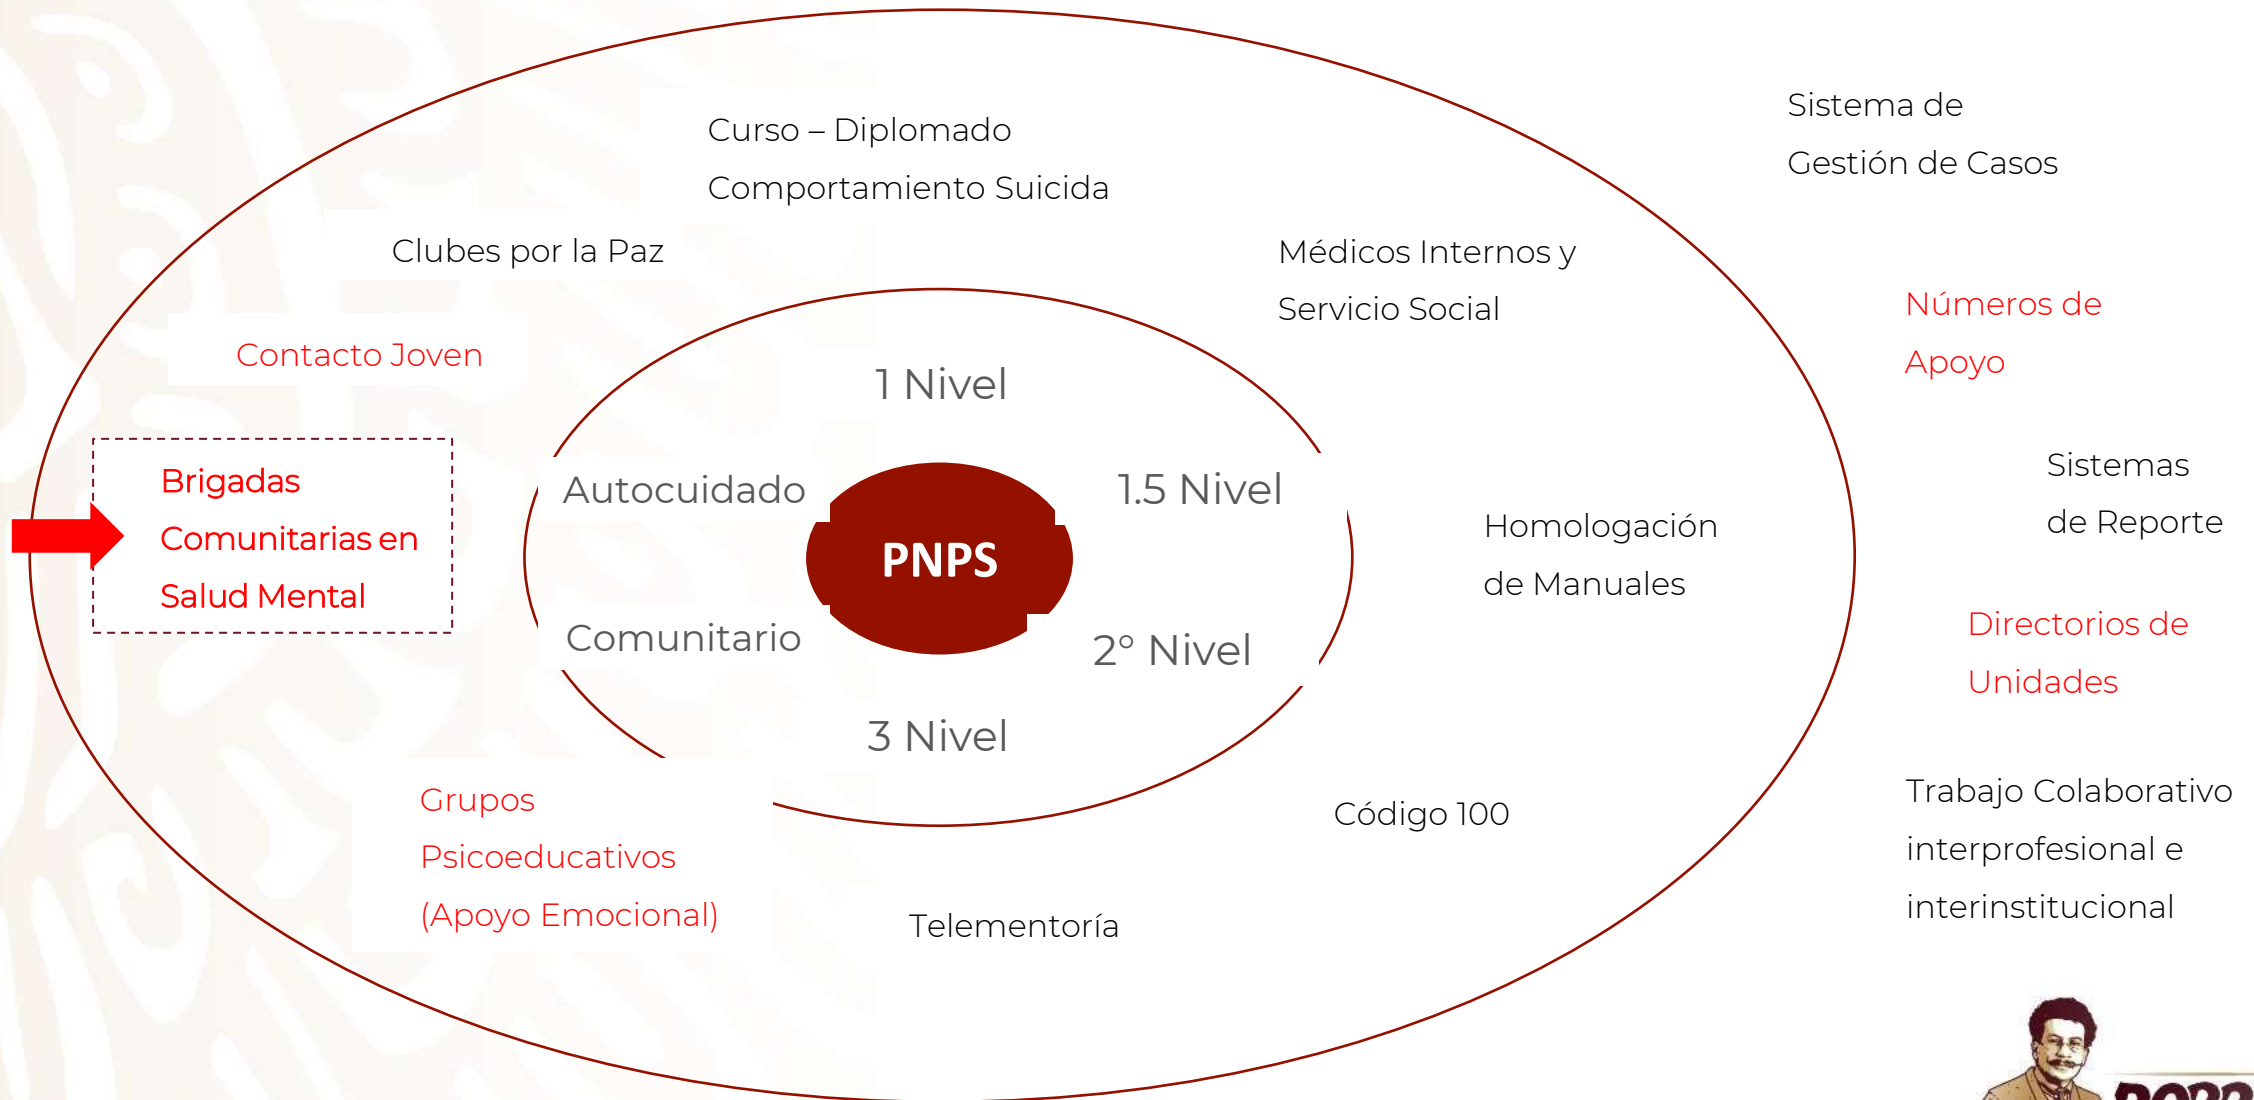 Curso – Diplomado
Comportamiento Suicida
Sistema de
Gestión de Casos
Clubes por la Paz
Médicos Internos y
Servicio Social
Números de
Apoyo
Contacto Joven
1 Nivel
Brigadas
Comunitarias en
Salud Mental
Autocuidado
1.5 Nivel
Sistemas
de Reporte
PNPS
Homologación
de Manuales
Comunitario
2° Nivel
Directorios de
Unidades
3 Nivel
Grupos
Psicoeducativos
(Apoyo Emocional)
Código 100
Trabajo Colaborativo
interprofesional e
interinstitucional
Telementoría